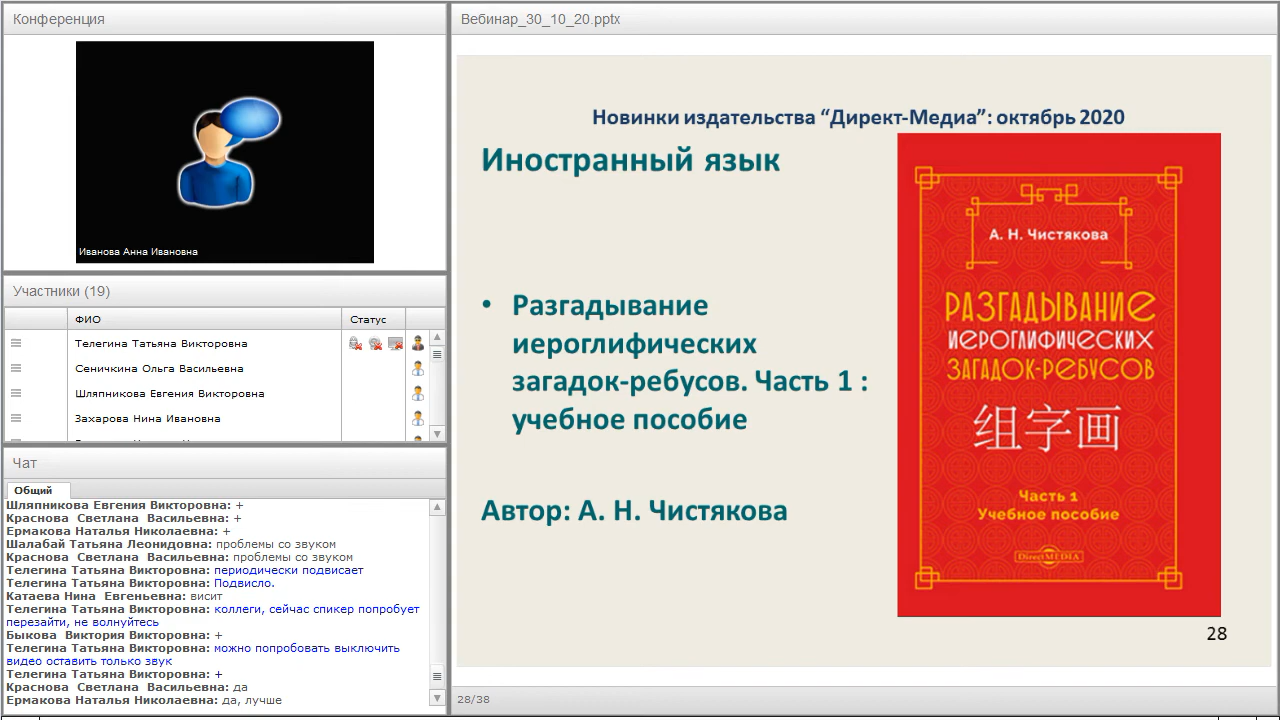 Конференция
Иванова Анна Ивановна
Участники (19)
ФИО
Статус
Телегина Татьяна Викторовна
Сеничкина Ольга Васильевна
Шляпникова Евгения Викторовна
Захарова Нина Ивановна
Чат
Общий
Шляпникова Евгения Викторовна: +
Краснова Светлана Васильевна: +
Ермакова Наталья Николаевна: +
Шалабай Татьяна Леонидовна: проблемы со звуком
Краснова Светлана Васильевна: проблемы со звуком
Телегина Татьяна Викторовна: периодически подвисает
Телегина Татьяна Викторовна: Подвисло.
Катаева Нина Евгеньевна: висит
Телегина Татьяна Викторовна: коллеги, сейчас спикер попробует
перезайти, не волнуйтесь
Быкова Виктория Викторовна: +
Телегина Татьяна Викторовна: можно попробовать выключить
видео оставить только звук
Телегина Татьяна Викторовна: +
Краснова Светлана Васильевна: да
Ермакова Наталья Николаевна: да, лучше
Вебинар_30_10_20.pptx
Новинки издательства “Директ-Медиа”: октябрь 2020
Иностранный язык
• Разгадывание
иероглифических
загадок-ребусов. Часть 1 :
учебное пособие
Автор: А. Н. Чистякова
А. Н. Чистякова
РАЗГАДЫВАНИЕ
ИЕРОГЛИФИЧЕСКИХ
ЗАГАДОК-РЕБУСОВ
组字画
Часть 1
Учебное пособие
DirectMEDIA
28
28/38